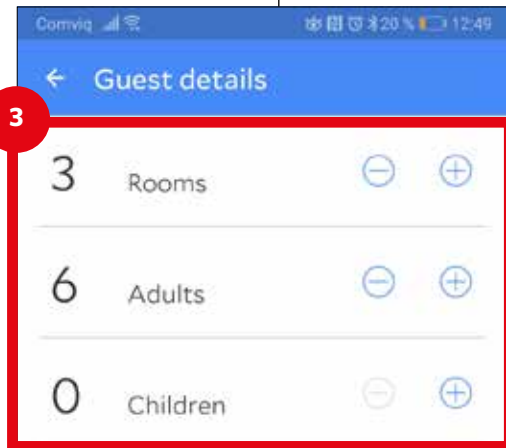 Comviq 20 % 12:49
← Guest details
3
3 Rooms
6 Adults
0 Children